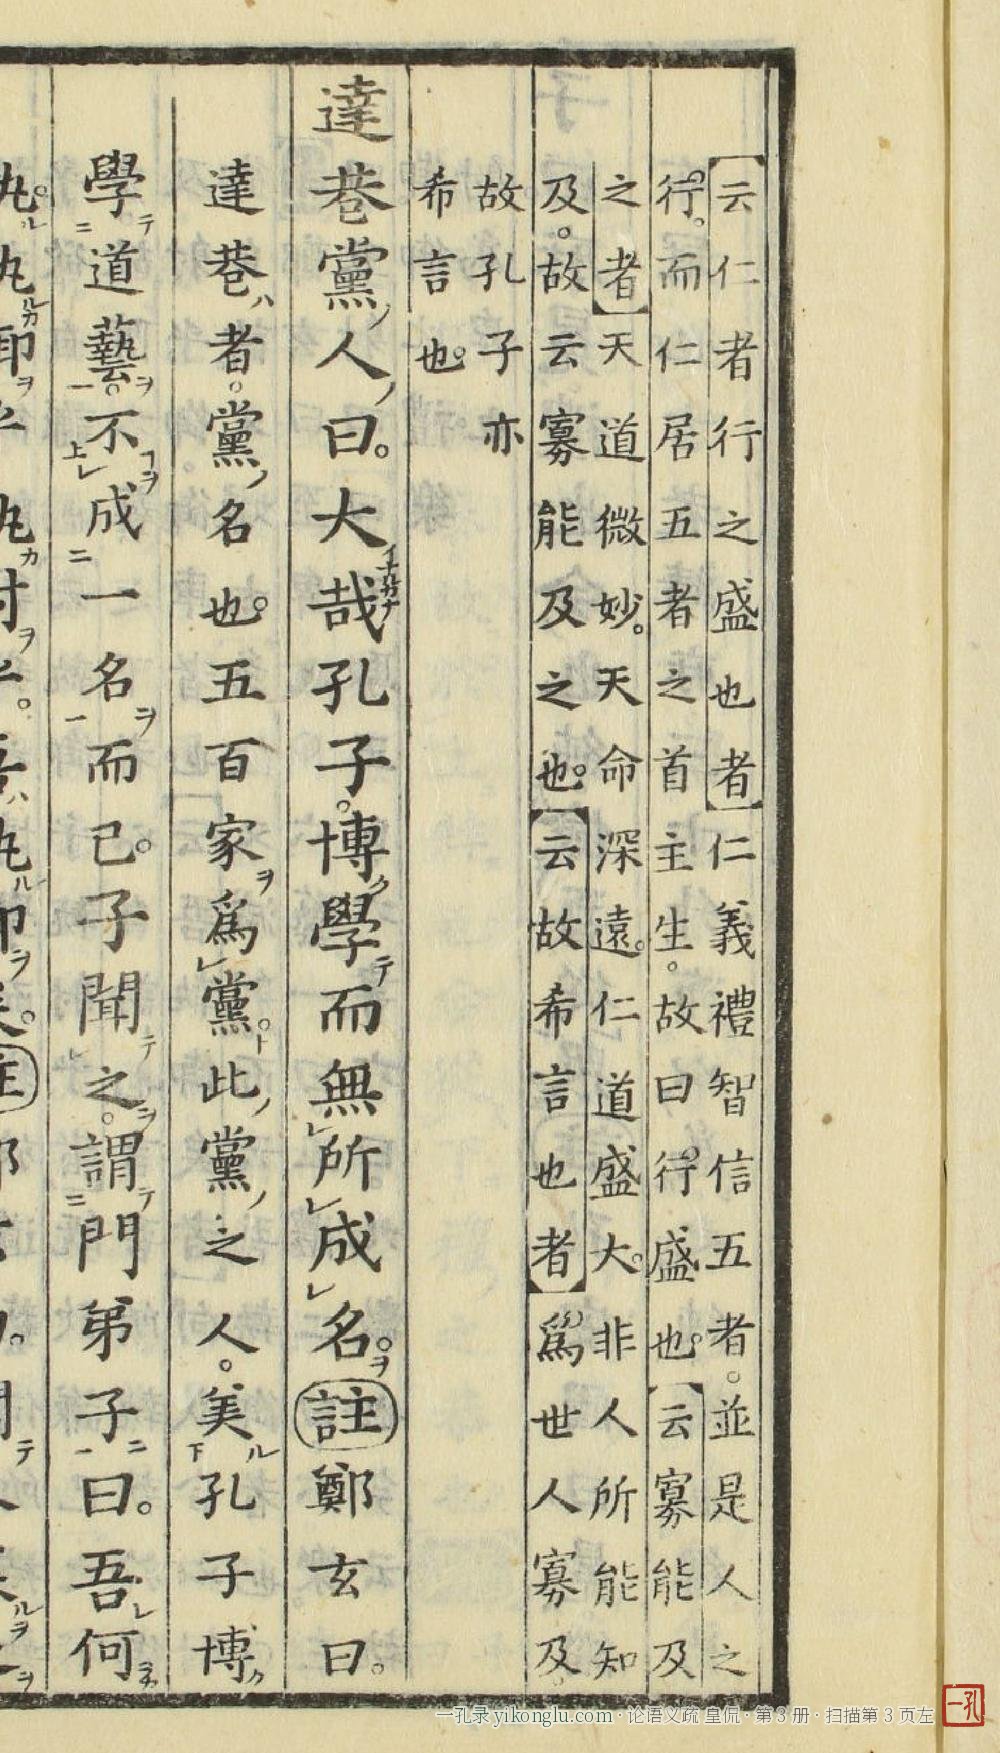 云仁者行之盛也者仁義禮智信五者。並是人之
行。而仁居五者之首主生。故曰行盛也。云寡能及
之者天道微妙。天命深遠。仁道盛大。非人所能知
及。故云寡能及之也。云故希言也者爲世人寡及。
故孔子亦
希言也。
達巷黨人曰。大哉孔子。博學而無所成名。註鄭玄曰。
達巷者。黨名也。五百家爲黨。此黨之人。美孔子博
學道藝。不成一名而已。子聞之。謂門弟子曰。吾何
一孔录 yikonglu.com · 论语义疏 皇侃 · 第 3 册 · 扫描第 3 页左
一孔